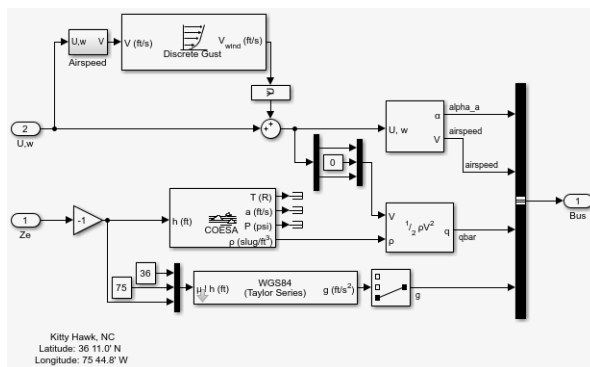 U,w V
Airspeed
V (ft/s) V wind (ft/s)
Discrete Gust
2
U,w
+
+
U, w α
V
alpha_a
airspeed
airspeed
0
1
Ze
-1
h (ft) T (R)
a (ft/s)
P (psi)
ρ (slug/ft³)
COESA
V
ρ
1/2 ρV²
q
qbar
1
Bus
36
75
μ l h (ft) WGS84 g (ft/s²)
(Taylor Series)
g
Kitty Hawk, NC
Latitude: 36 11.0' N
Longitude: 75 44.8' W